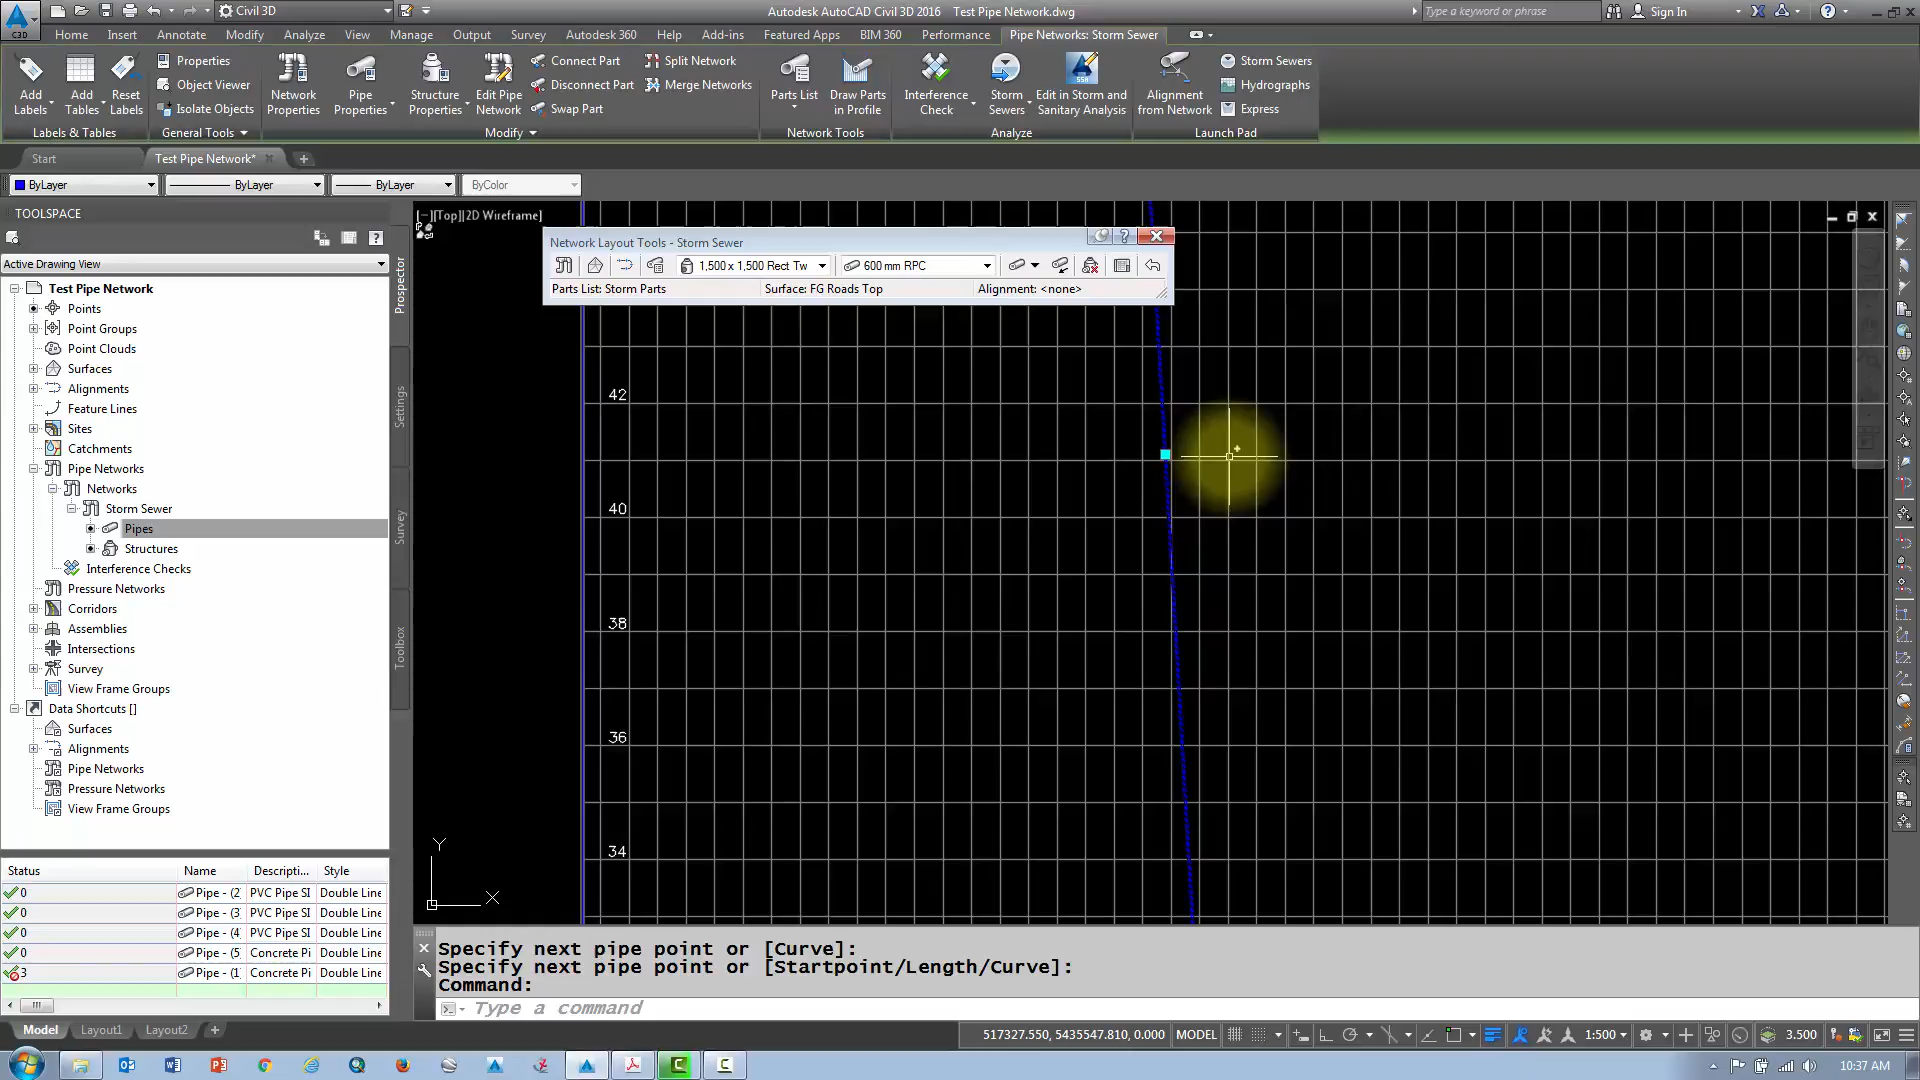 Civil 3D
Autodesk AutoCAD Civil 3D 2016 Test Pipe Network.dwg
Type a keyword or phrase
Sign In
C3D
Home Insert Annotate Modify Analyze View Manage Output Survey Autodesk 360 Help Add-ins Featured Apps BIM 360 Performance Pipe Networks: Storm Sewer
Add Labels
Add Tables
Reset Labels
Properties
Object Viewer
Isolate Objects
Network Properties
Pipe Properties
Structure Properties
Edit Pipe Network
Connect Part
Disconnect Part
Swap Part
Split Network
Merge Networks
Parts List
Draw Parts in Profile
Interference Check
Storm Sewers
Edit in Storm and Sanitary Analysis
SSA
Alignment from Network
Storm Sewers
Hydrographs
Express
Labels & Tables General Tools Modify Network Tools Analyze Launch Pad
Start Test Pipe Network*
ByLayer ByLayer ByLayer ByColor
TOOLSPACE
Active Drawing View
Test Pipe Network
Points
Point Groups
Point Clouds
Surfaces
Alignments
Feature Lines
Sites
Catchments
Pipe Networks
Networks
Storm Sewer
Pipes
Structures
Interference Checks
Pressure Networks
Corridors
Assemblies
Intersections
Survey
View Frame Groups
Data Shortcuts []
Surfaces
Alignments
Pipe Networks
Pressure Networks
View Frame Groups
Prospector
Settings
Survey
Toolbox
Status Name Descripti... Style
0 Pipe - (2) PVC Pipe SI Double Line
0 Pipe - (3) PVC Pipe SI Double Line
0 Pipe - (4) PVC Pipe SI Double Line
0 Pipe - (5) Concrete Pi Double Line
3 Pipe - (1) Concrete Pi Double Line
[−][Top][2D Wireframe]
Network Layout Tools - Storm Sewer
1,500 x 1,500 Rect Tw
600 mm RPC
Parts List: Storm Parts
Surface: FG Roads Top
Alignment: <none>
42
40
38
36
34
Y
X
Specify next pipe point or [Curve]:
Specify next pipe point or [Startpoint/Length/Curve]:
Command:
Type a command
Model Layout1 Layout2
517327.550, 5435547.810, 0.000 MODEL
1:500
3.500
10:37 AM